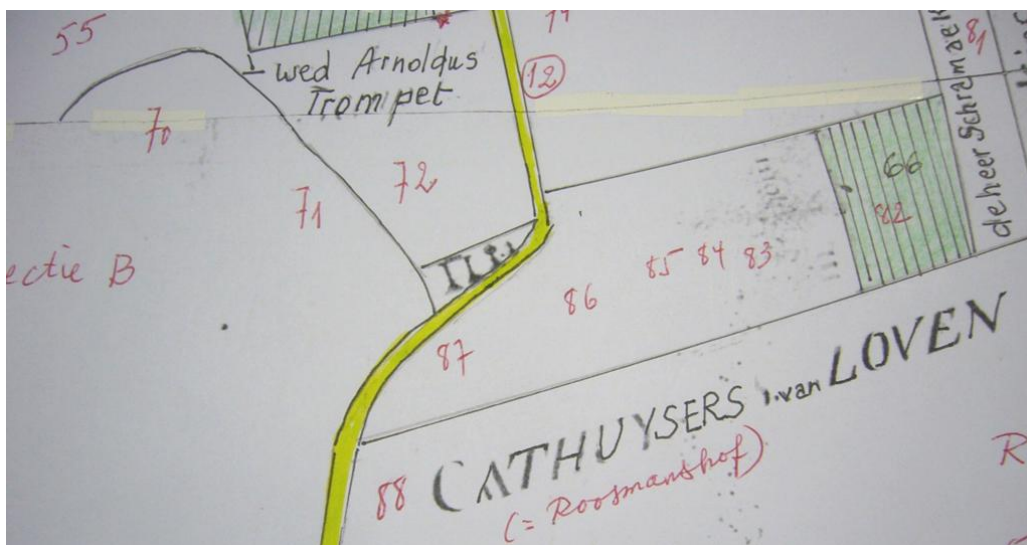 55
wed Arnoldus
Trompet
12
81
70
71
72
66
82
deheer Schramaek
85 84 83
86
87
ectie B
88
CATHUYSERS van LOVEN
(= Roosmanshof)
R